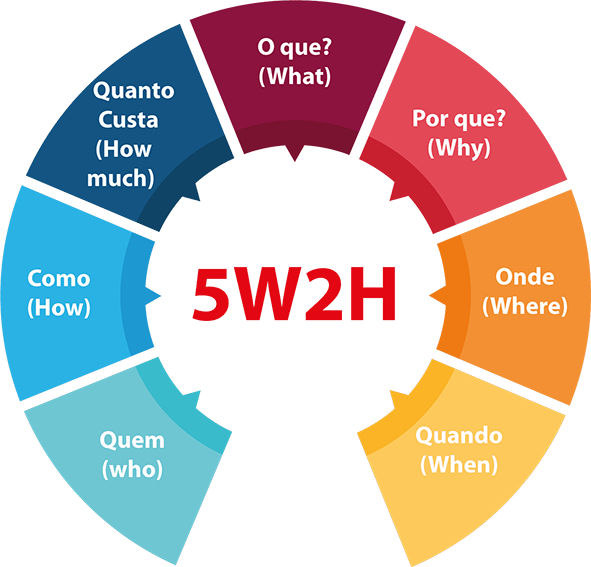 O que?
(What)
Por que?
(Why)
Onde
(Where)
Quando
(When)
Quem
(who)
Como
(How)
Quanto
Custa
(How
much)
5W2H